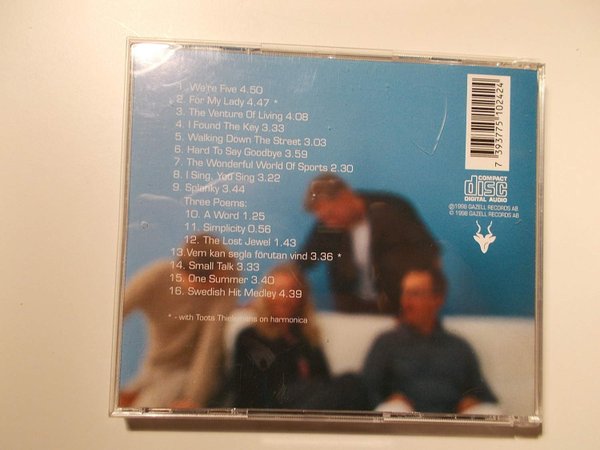 1. We're Five 4.50
2. For My Lady 4.47 *
3. The Venture Of Living 4.08
4. I Found The Key 3.33
5. Walking Down The Street 3.03
6. Hard To Say Goodbye 3.59
7. The Wonderful World Of Sports 2.30
8. I Sing, You Sing 3.22
9. Splanky 3.44
Three Poems:
10. A Word 1.25
11. Simplicity 0.56
12. The Lost Jewel 1.43
13. Vem kan segla förutan vind 3.36 *
14. Small Talk 3.33
15. One Summer 3.40
16. Swedish Hit Medley 4.39
* - with Toots Thielemans on harmonica
7 393775 102424
COMPACT
disc
DIGITAL AUDIO
℗1998 GAZELL RECORDS AB
© 1998 GAZELL RECORDS AB